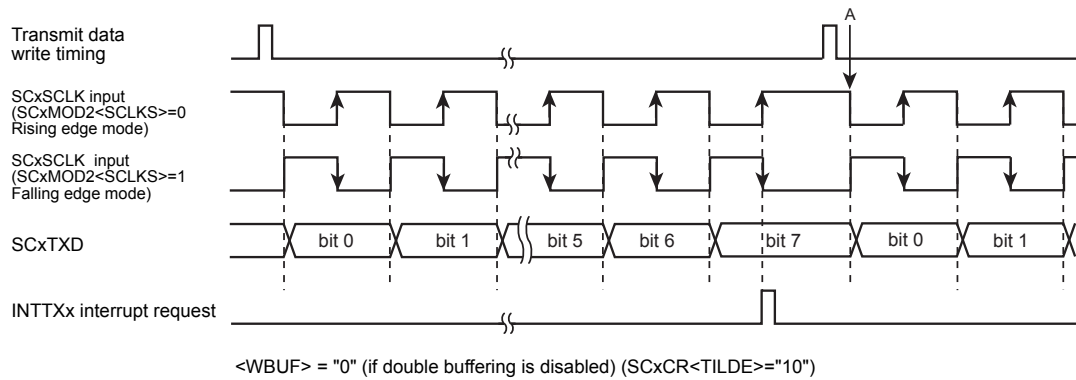 Transmit data
write timing
A
SCxSCLK input
(SCxMOD2<SCLKS>=0
Rising edge mode)
SCxSCLK input
(SCxMOD2<SCLKS>=1
Falling edge mode)
SCxTXD
bit 0
bit 1
bit 5
bit 6
bit 7
bit 0
bit 1
INTTXx interrupt request
<WBUF> = "0" (if double buffering is disabled) (SCxCR<TILDE>="10")